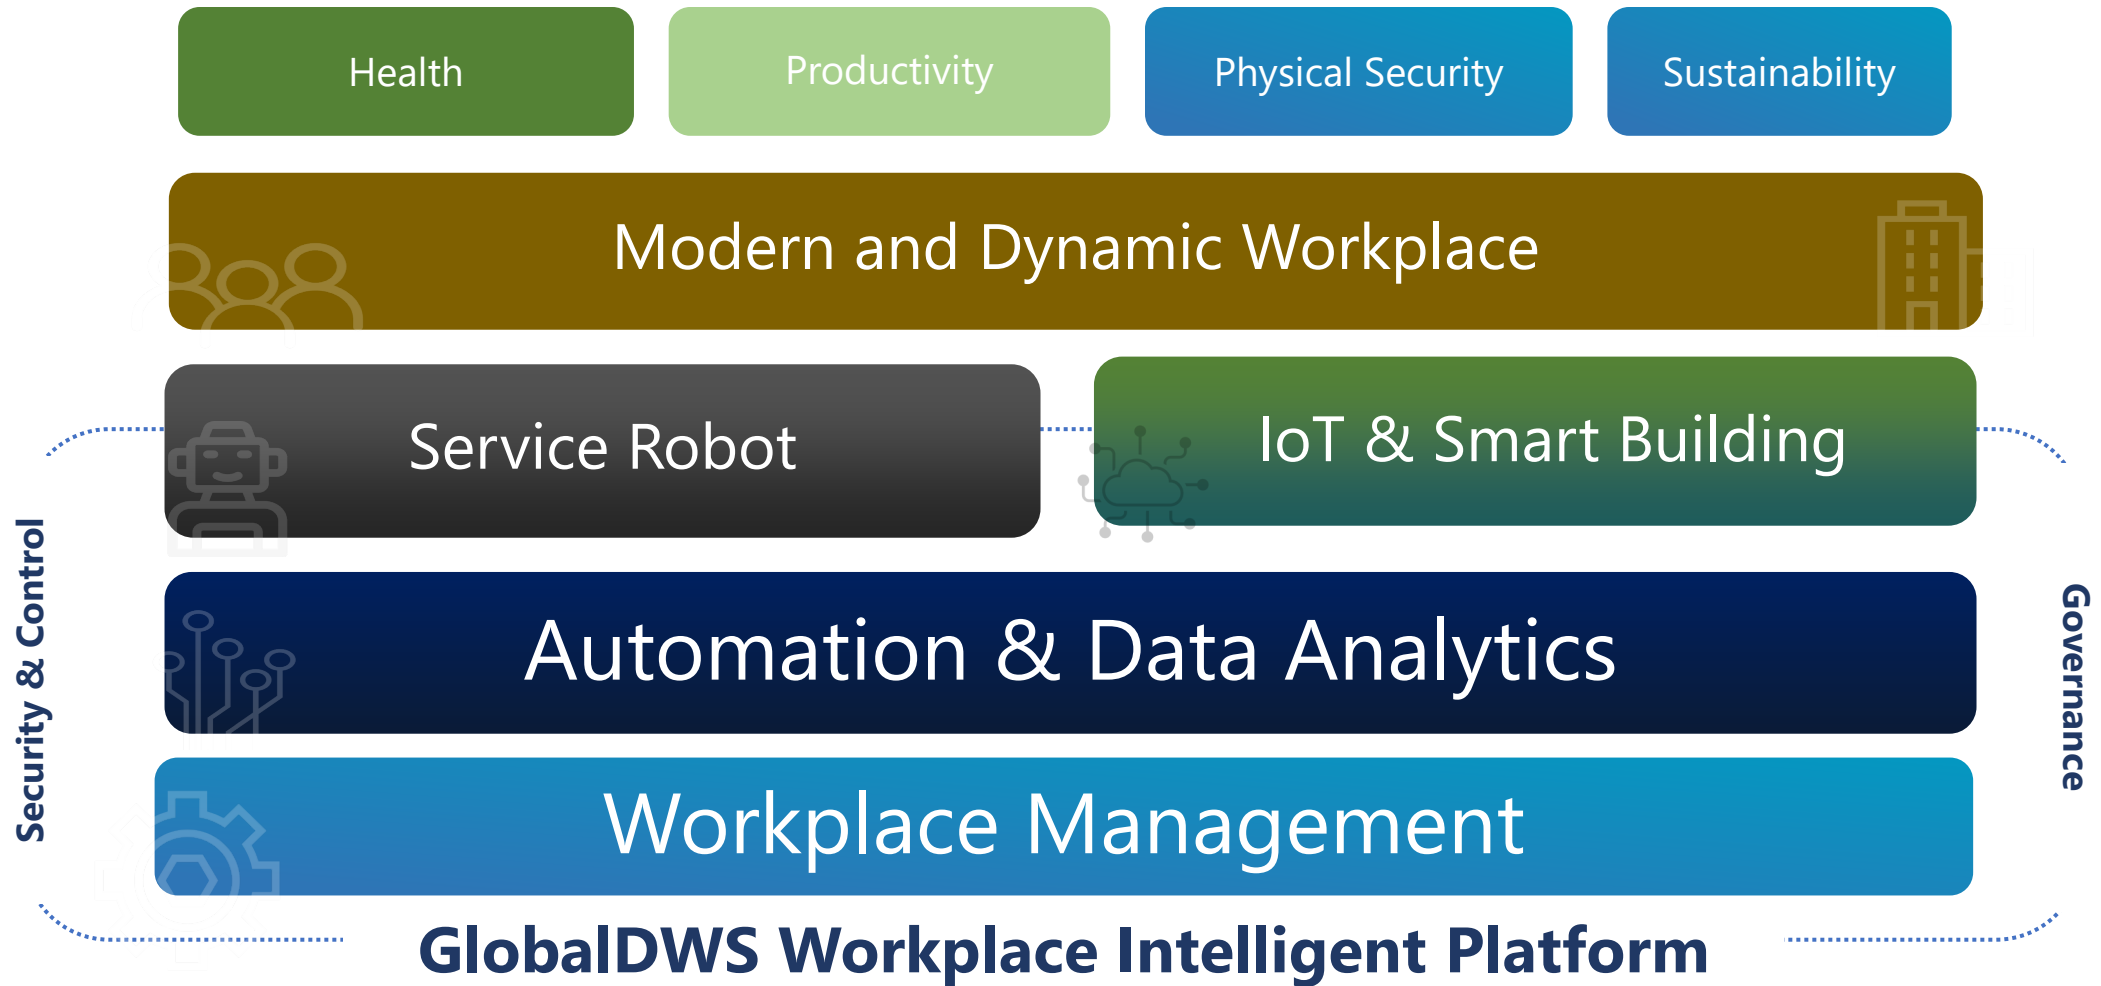 Health
Productivity
Physical Security
Sustainability
Modern and Dynamic Workplace
Service Robot
IoT & Smart Building
Security & Control
Automation & Data Analytics
Governance
Workplace Management
GlobalDWS Workplace Intelligent Platform